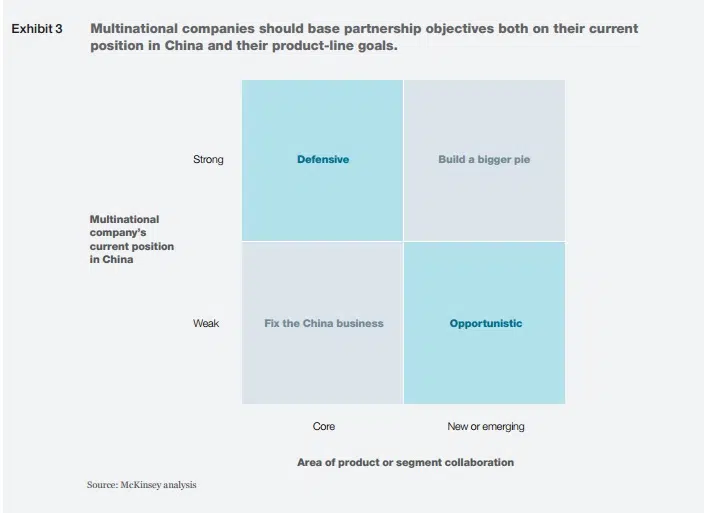 Exhibit 3
Multinational companies should base partnership objectives both on their current
position in China and their product-line goals.
Strong
Defensive
Build a bigger pie
Multinational
company's
current position
in China
Weak
Fix the China business
Opportunistic
Core
New or emerging
Area of product or segment collaboration
Source: McKinsey analysis